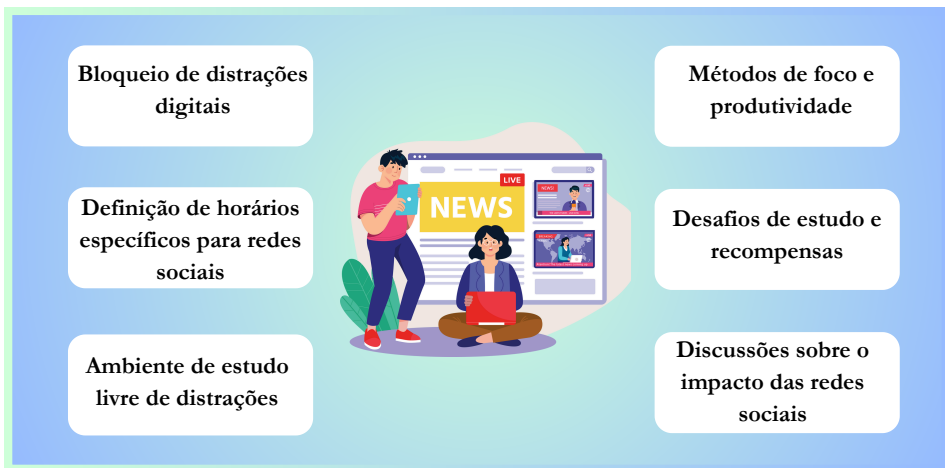 Bloqueio de distrações
digitais
Definição de horários
específicos para redes
sociais
Ambiente de estudo
livre de distrações
LIVE
NEWS
NEWS
Métodos de foco e
produtividade
Desafios de estudo e
recompensas
Discussões sobre o
impacto das redes
sociais